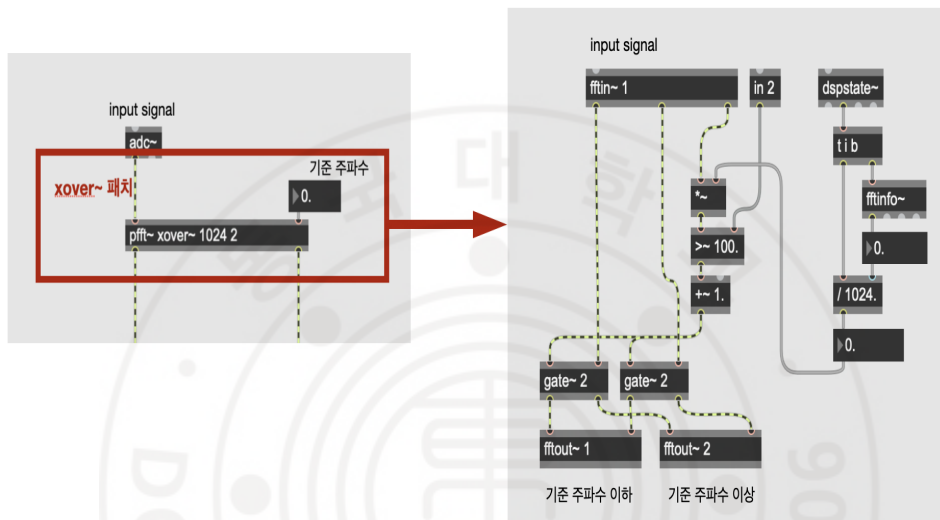 input signal
adc~
기준 주파수
xover~ 패치
0.
pfft~ xover~ 1024 2
input signal
fftin~ 1
in 2
dspstate~
t i b
*~
fftinfo~
>~ 100.
0.
+~ 1.
/ 1024.
0.
gate~ 2
gate~ 2
fftout~ 1
fftout~ 2
기준 주파수 이하
기준 주파수 이상